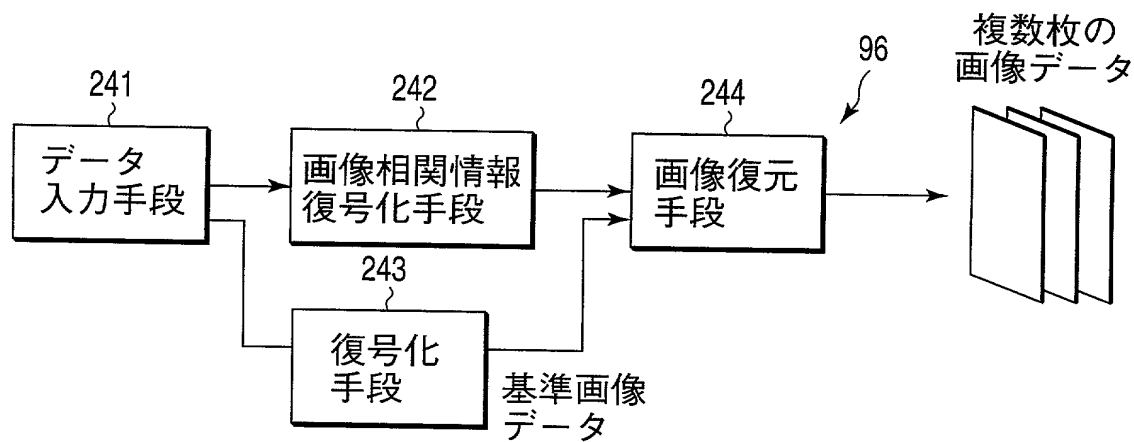 複数枚の
画像データ
96
241
242
244
データ
入力手段
画像相関情報
復号化手段
画像復元
手段
243
復号化
手段
基準画像
データ